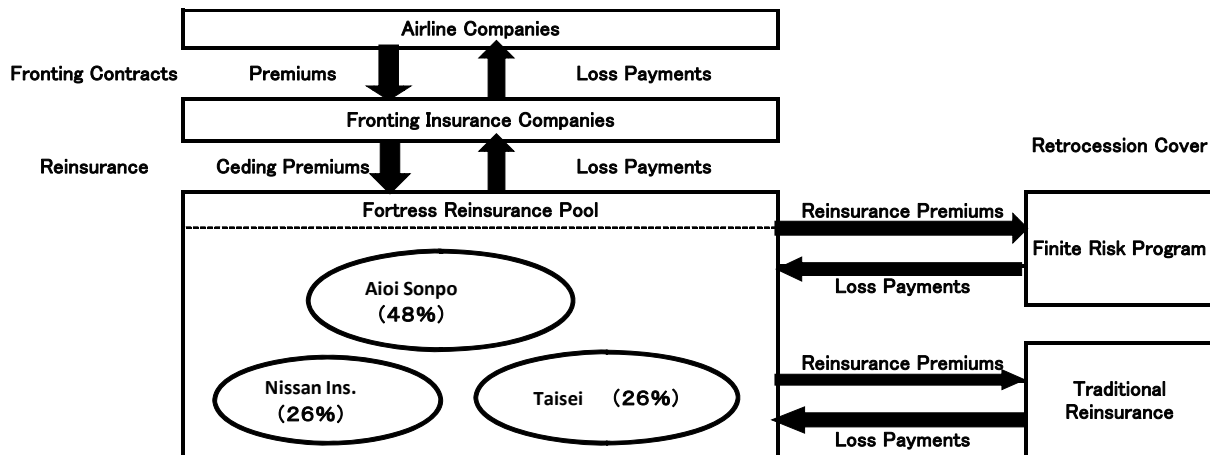 Airline Companies
Fronting Contracts
Premiums
Loss Payments
Fronting Insurance Companies
Reinsurance
Ceding Premiums
Loss Payments
Retrocession Cover
Fortress Reinsurance Pool
Reinsurance Premiums
Finite Risk Program
Loss Payments
Aioi Sonpo
(48%)
Reinsurance Premiums
Nissan Ins.
(26%)
Taisei (26%)
Traditional
Reinsurance
Loss Payments